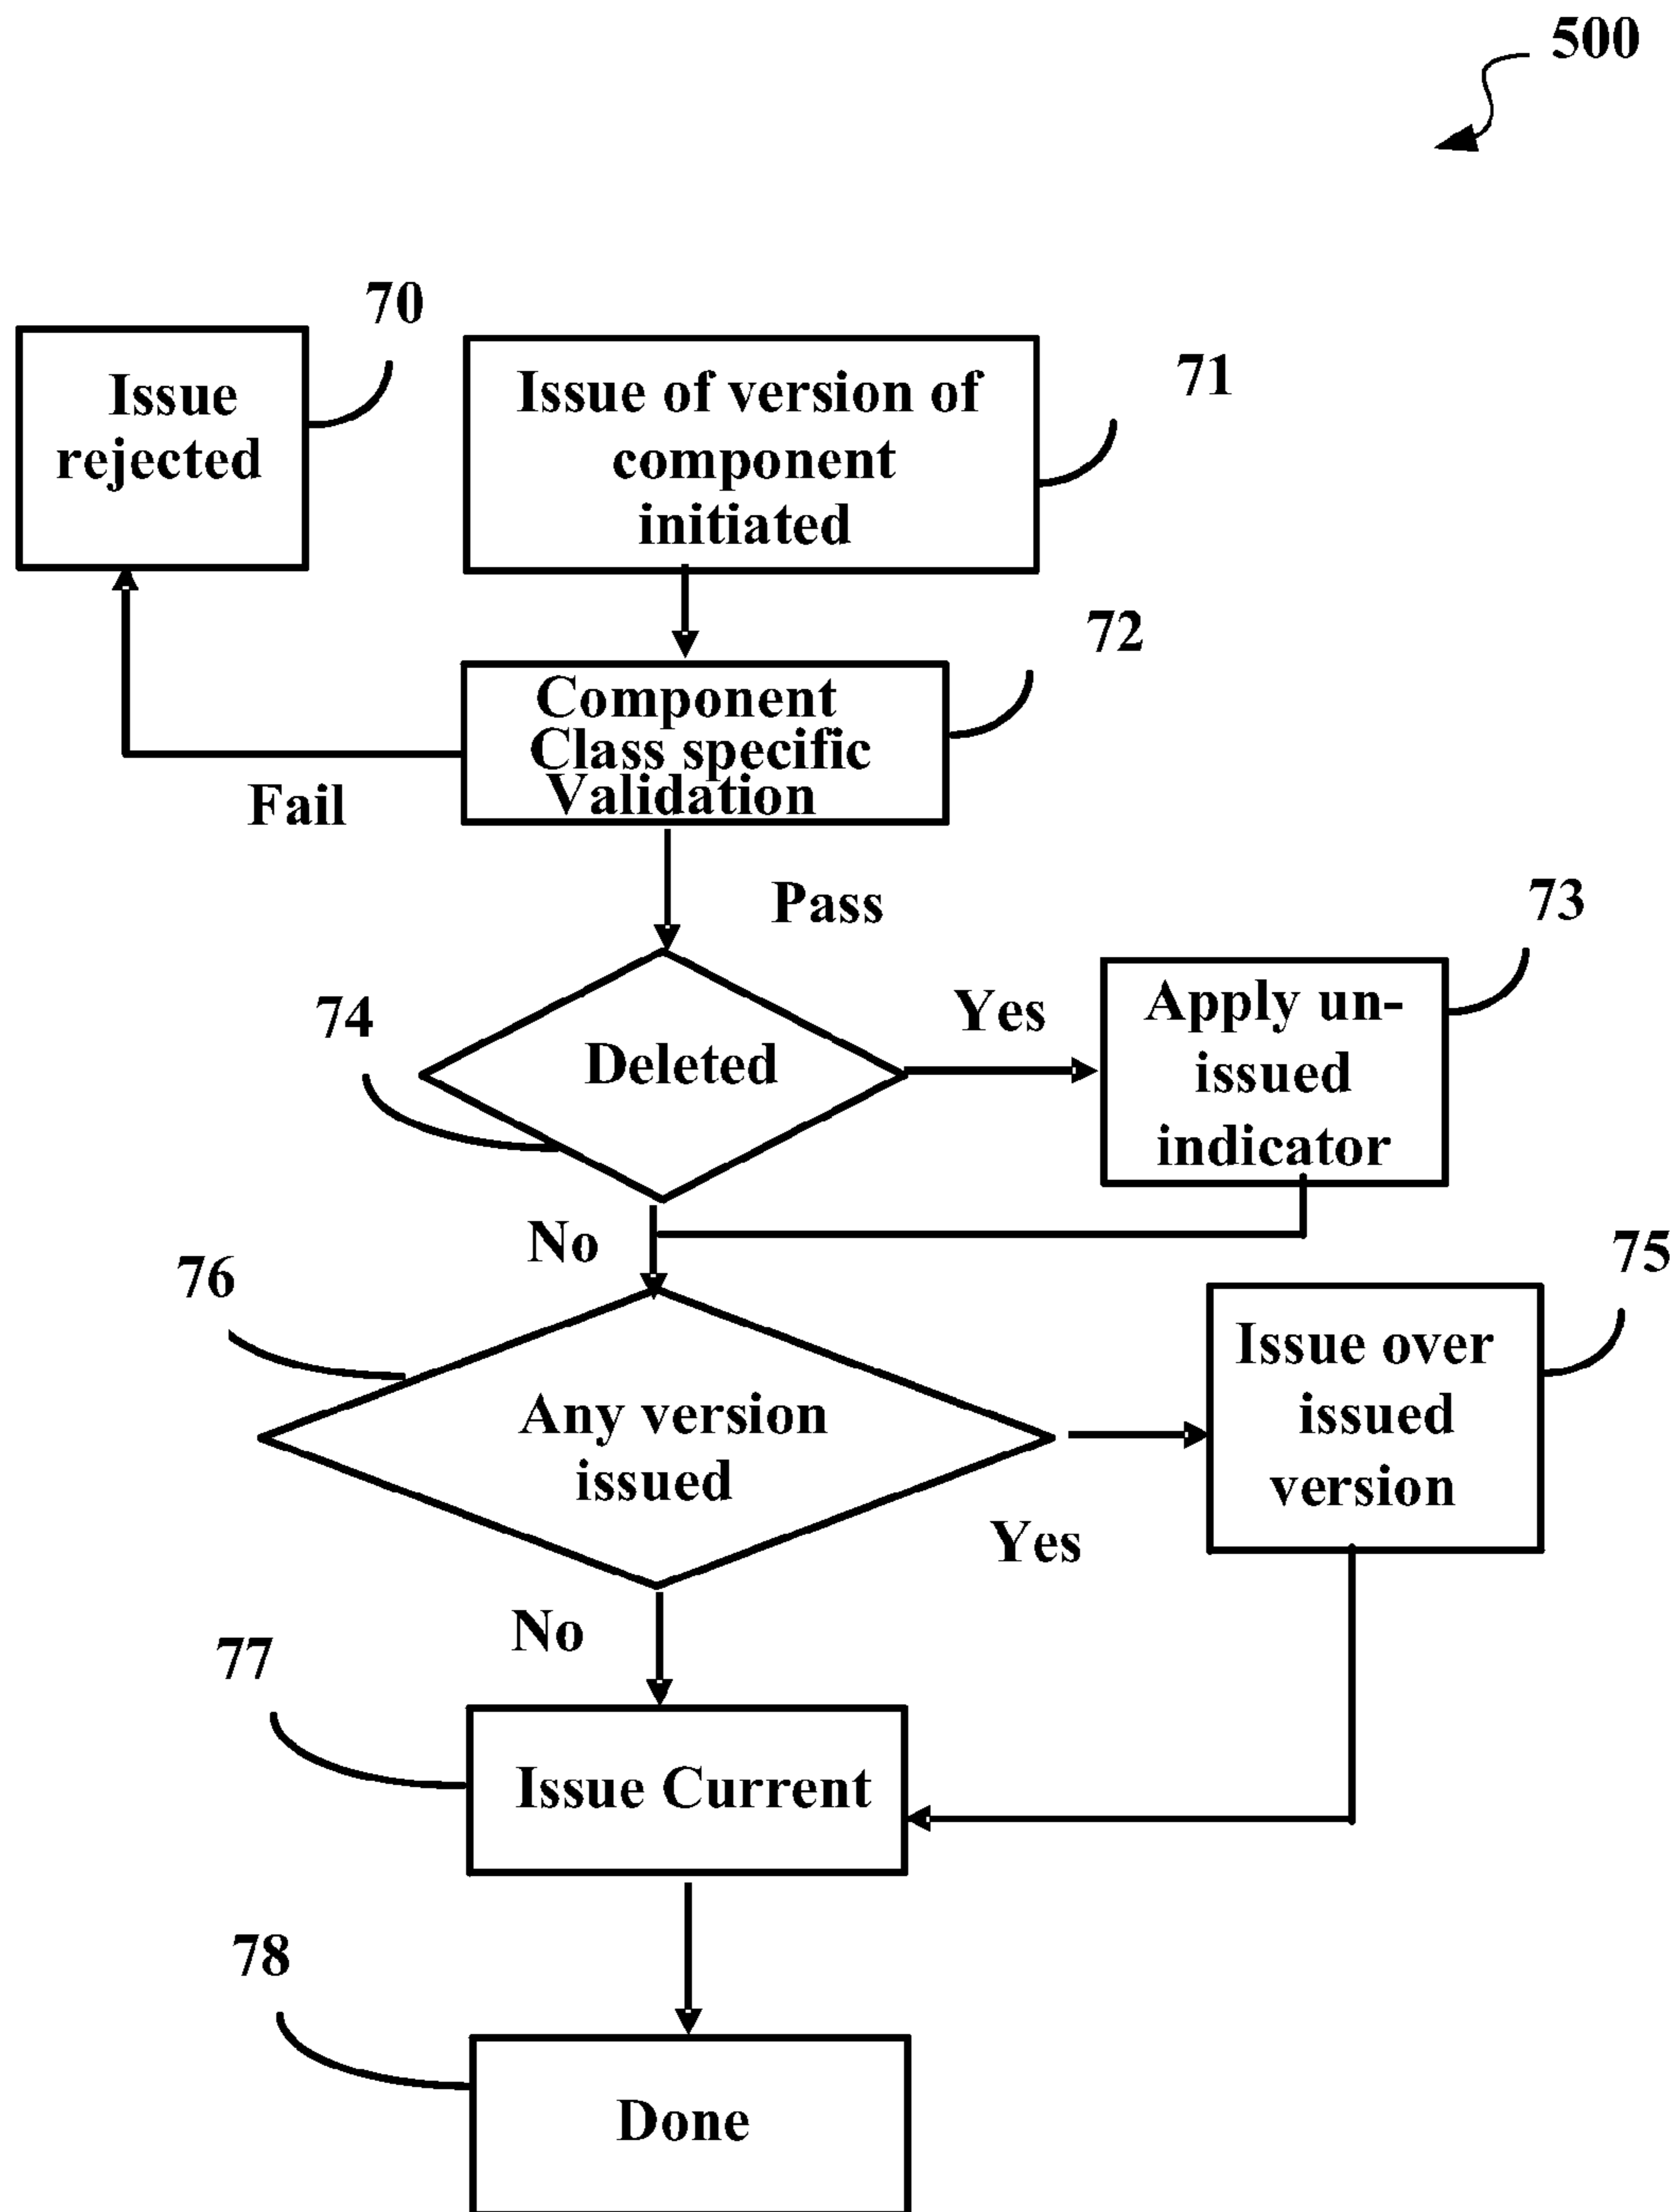 500
70
Issue
rejected
Issue of version of
component
initiated
71
72
Component
Class specific
Validation
Fail
Pass
73
74
Deleted
Yes
Apply un-
issued
indicator
No
76
75
Any version
issued
Issue over
issued
version
Yes
No
77
Issue Current
78
Done